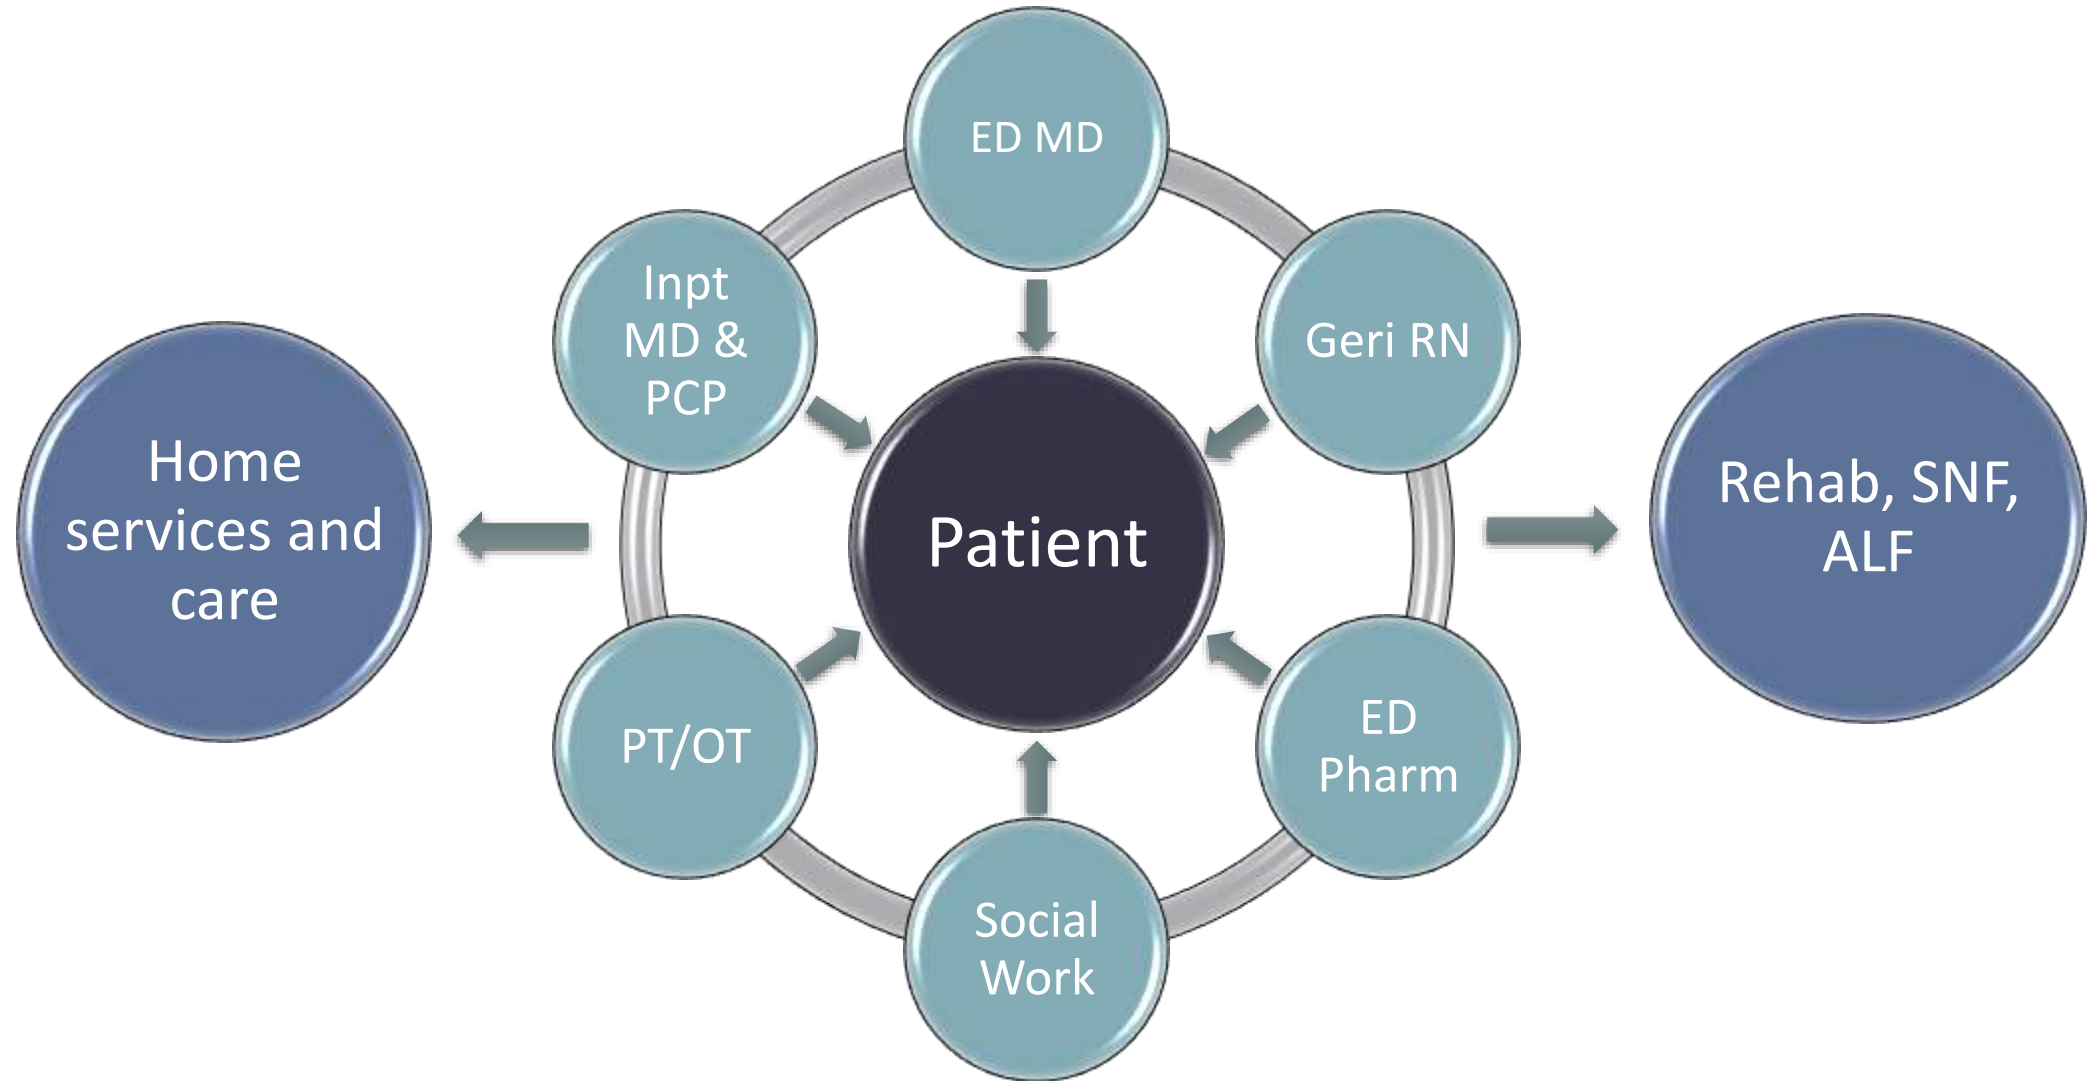 ED MD
Inpt
MD &
PCP
Geri RN
Home
services and
care
Patient
Rehab, SNF,
ALF
PT/OT
ED
Pharm
Social
Work